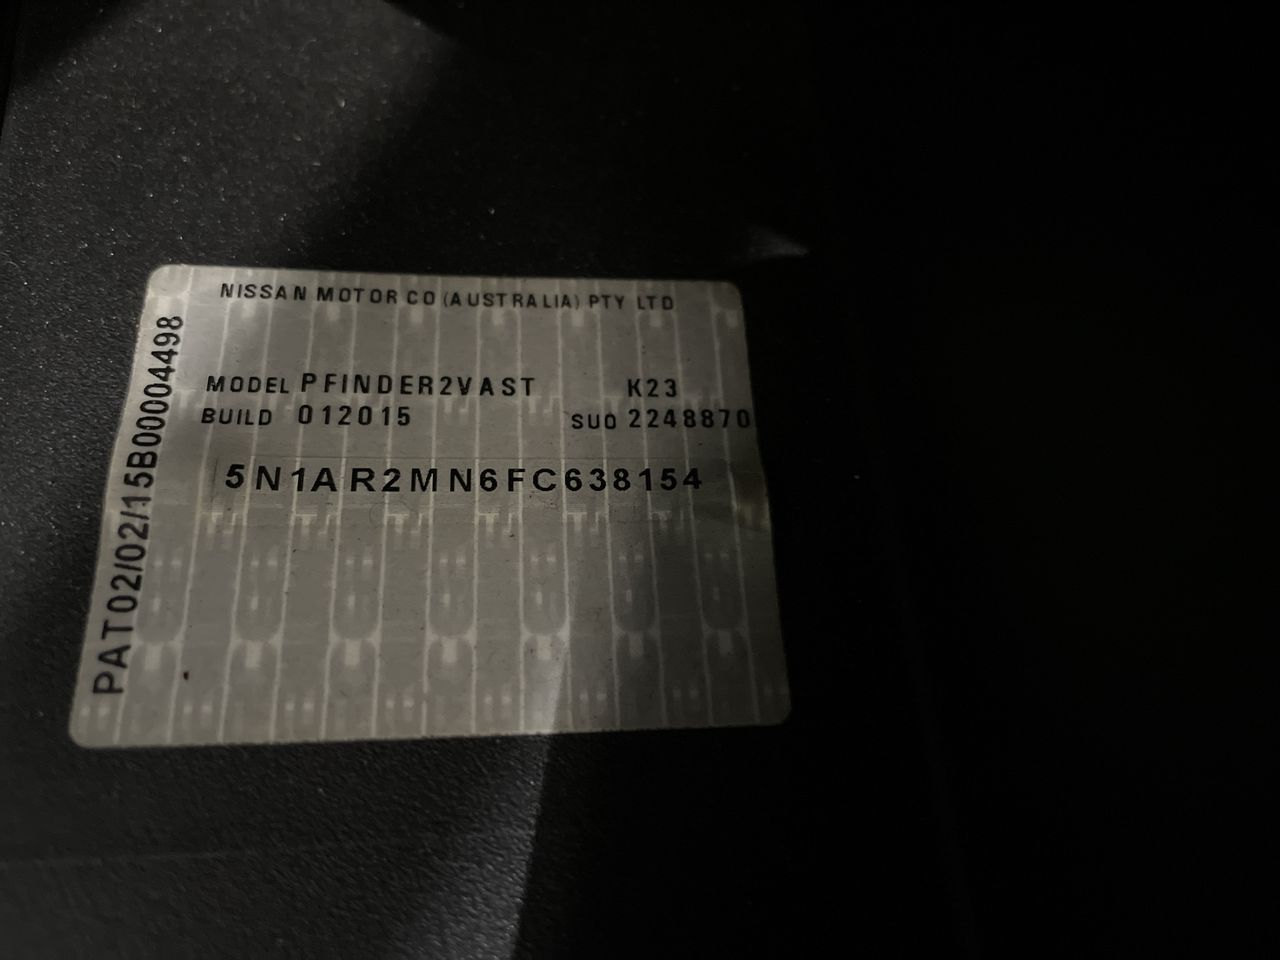 NISSAN MOTOR CO (AUSTRALIA) PTY LTD
MODEL PFINDER2VAST K23
BUILD 012015 SUO 2248870
5N1AR2MN6FC638154
PAT02/02/15B00004498